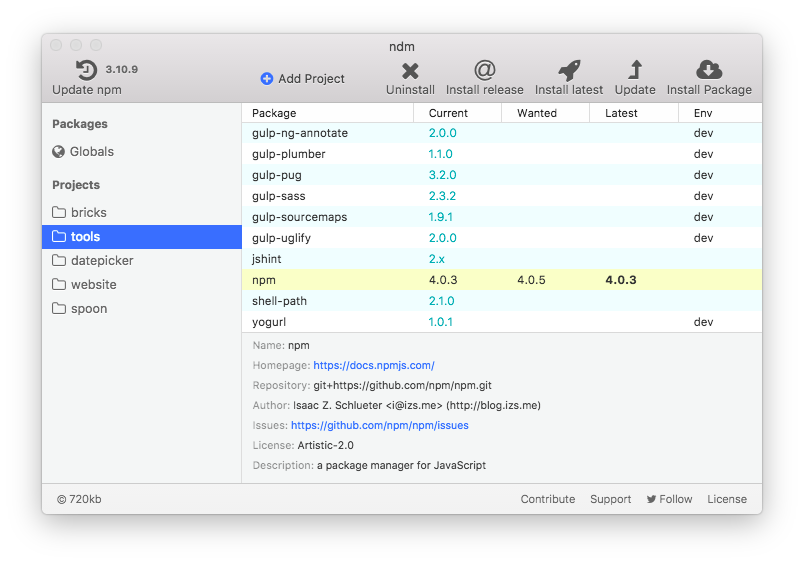 ndm
3.10.9
Update npm
Add Project
Uninstall
Install release
Install latest
Update
Install Package
Packages
Globals
Projects
bricks
tools
datepicker
website
spoon
Package Current Wanted Latest Env
gulp-ng-annotate 2.0.0 dev
gulp-plumber 1.1.0 dev
gulp-pug 3.2.0 dev
gulp-sass 2.3.2 dev
gulp-sourcemaps 1.9.1 dev
gulp-uglify 2.0.0 dev
jshint 2.x
npm 4.0.3 4.0.5 4.0.3
shell-path 2.1.0
yogurl 1.0.1 dev
Name: npm
Homepage: https://docs.npmjs.com/
Repository: git+https://github.com/npm/npm.git
Author: Isaac Z. Schlueter <i@izs.me> (http://blog.izs.me)
Issues: https://github.com/npm/npm/issues
License: Artistic-2.0
Description: a package manager for JavaScript
© 720kb
Contribute Support Follow License